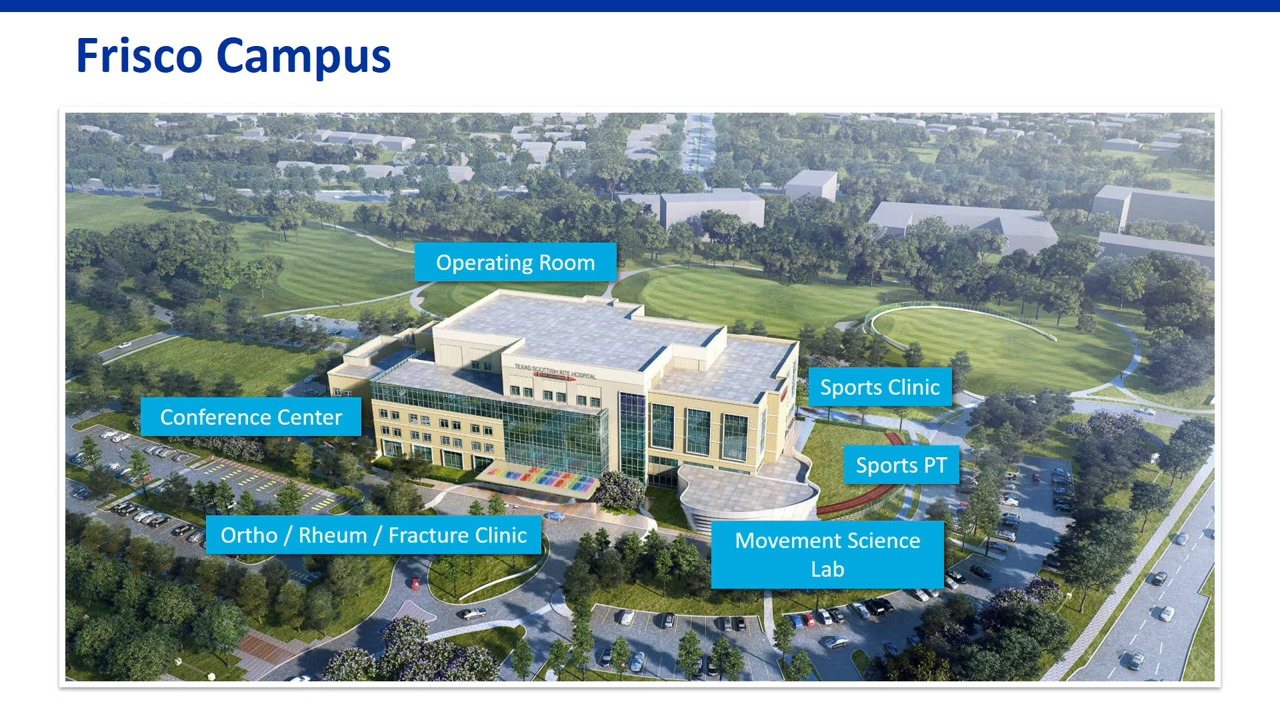 Frisco Campus
Operating Room
TEXAS SCOTTISH RITE HOSPITAL
Sports Clinic
Conference Center
Sports PT
Ortho / Rheum / Fracture Clinic
Movement Science
Lab